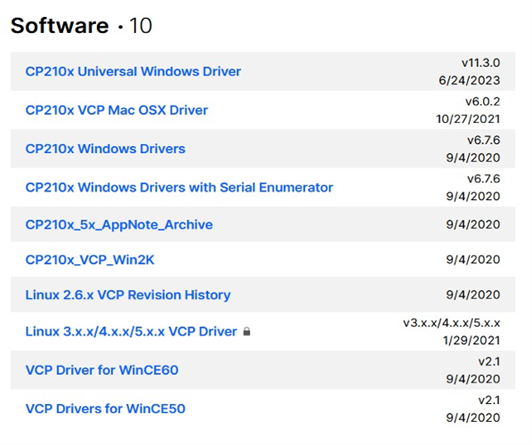 Software · 10
CP210x Universal Windows Driver
v11.3.0
6/24/2023
CP210x VCP Mac OSX Driver
v6.0.2
10/27/2021
CP210x Windows Drivers
v6.7.6
9/4/2020
CP210x Windows Drivers with Serial Enumerator
v6.7.6
9/4/2020
CP210x_5x_AppNote_Archive
9/4/2020
CP210x_VCP_Win2K
9/4/2020
Linux 2.6.x VCP Revision History
9/4/2020
Linux 3.x.x/4.x.x/5.x.x VCP Driver
v3.x.x/4.x.x/5.x.x
1/29/2021
VCP Driver for WinCE60
v2.1
9/4/2020
VCP Drivers for WinCE50
v2.1
9/4/2020